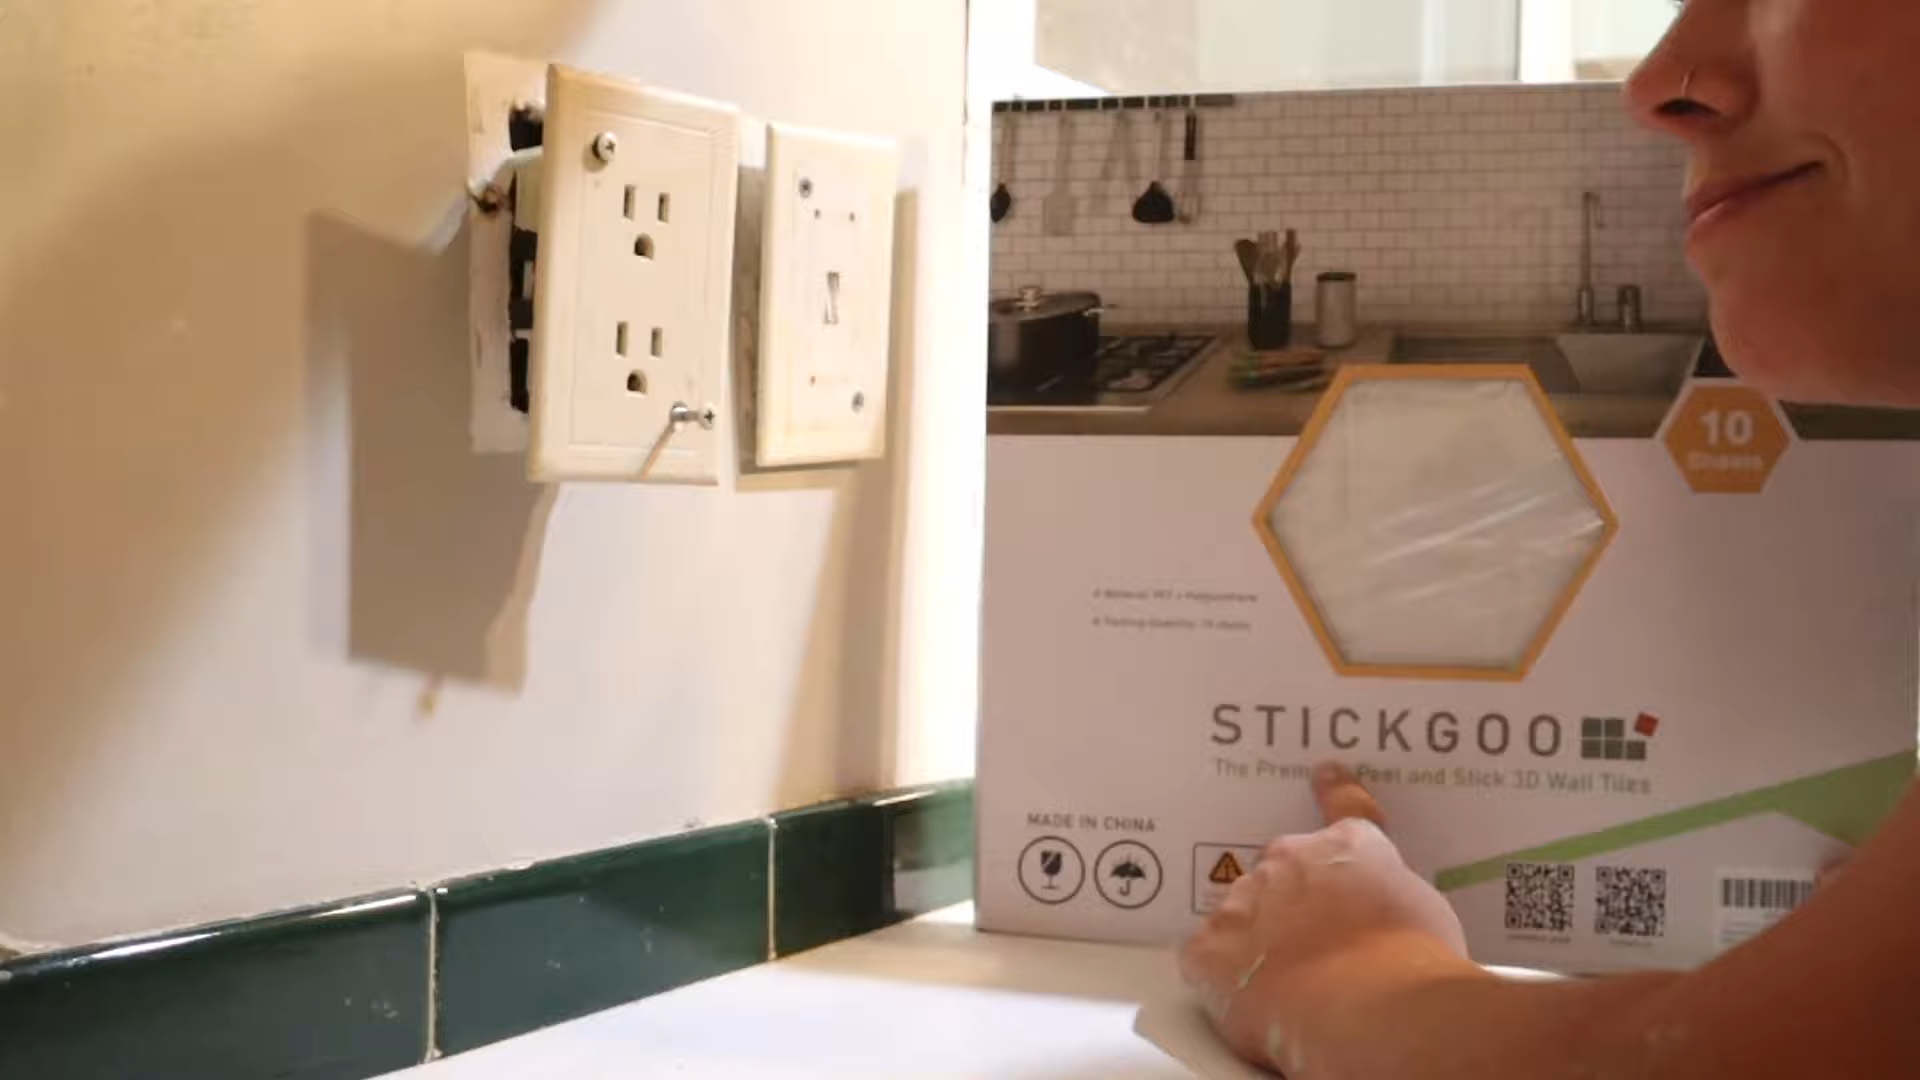 10
Sheets
STICKGOO
The Prem Peel and Stick 3D Wall Tiles
MADE IN CHINA